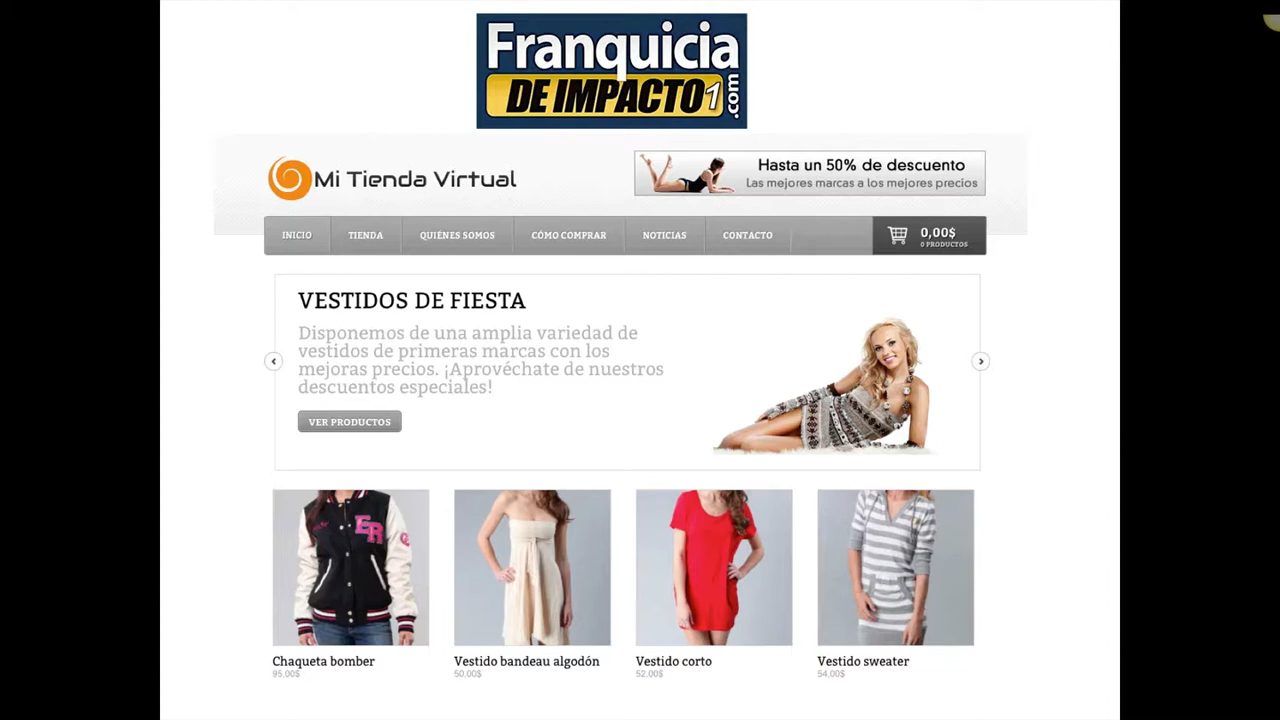 Franquicia
DE IMPACTO1
.com
Mi Tienda Virtual
Hasta un 50% de descuento
Las mejores marcas a los mejores precios
INICIO
TIENDA
QUIÉNES SOMOS
CÓMO COMPRAR
NOTICIAS
CONTACTO
0,00$
0 PRODUCTOS
VESTIDOS DE FIESTA
Disponemos de una amplia variedad de
vestidos de primeras marcas con los
mejoras precios. ¡Aprovéchate de nuestros
descuentos especiales!
VER PRODUCTOS
ER
Chaqueta bomber
95,00$
Vestido bandeau algodón
50,00$
Vestido corto
52,00$
Vestido sweater
54,00$